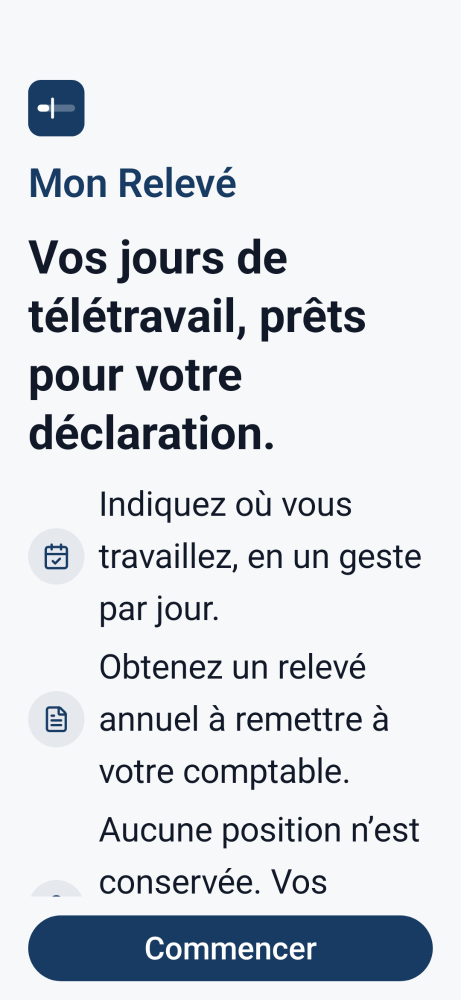 Mon Relevé
Vos jours de
télétravail, prêts
pour votre
déclaration.
Indiquez où vous
travaillez, en un geste
par jour.
Obtenez un relevé
annuel à remettre à
votre comptable.
Aucune position n’est
conservée. Vos
Commencer